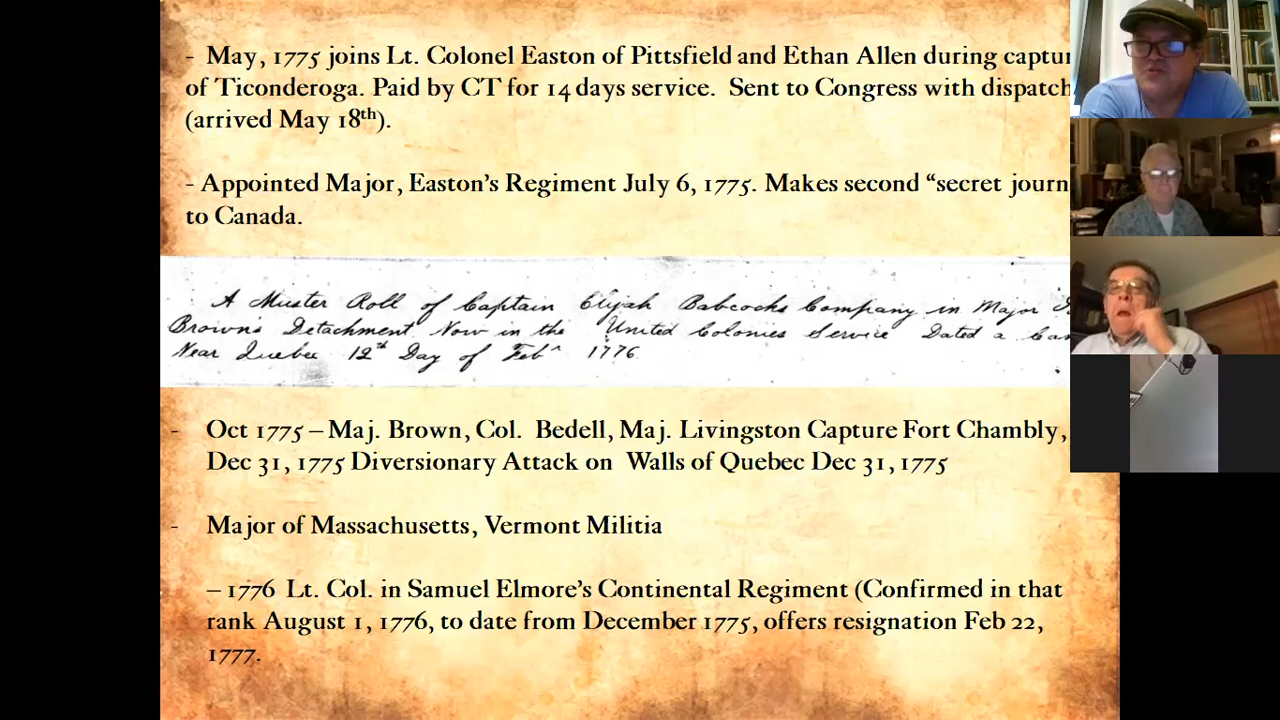 - May, 1775 joins Lt. Colonel Easton of Pittsfield and Ethan Allen during captur
of Ticonderoga. Paid by CT for 14 days service. Sent to Congress with dispatch
(arrived May 18th).
- Appointed Major, Easton's Regiment July 6, 1775. Makes second “secret journ
to Canada.
A Muster Roll of Captain Elijah Babcocks Company in Major J
Brown's Detachment Now in the United Colonies Service Dated a Cam
Near Quebec 12th Day of Febr 1776
- Oct 1775 – Maj. Brown, Col. Bedell, Maj. Livingston Capture Fort Chambly,
Dec 31, 1775 Diversionary Attack on Walls of Quebec Dec 31, 1775
- Major of Massachusetts, Vermont Militia
– 1776 Lt. Col. in Samuel Elmore's Continental Regiment (Confirmed in that
rank August 1, 1776, to date from December 1775, offers resignation Feb 22,
1777.